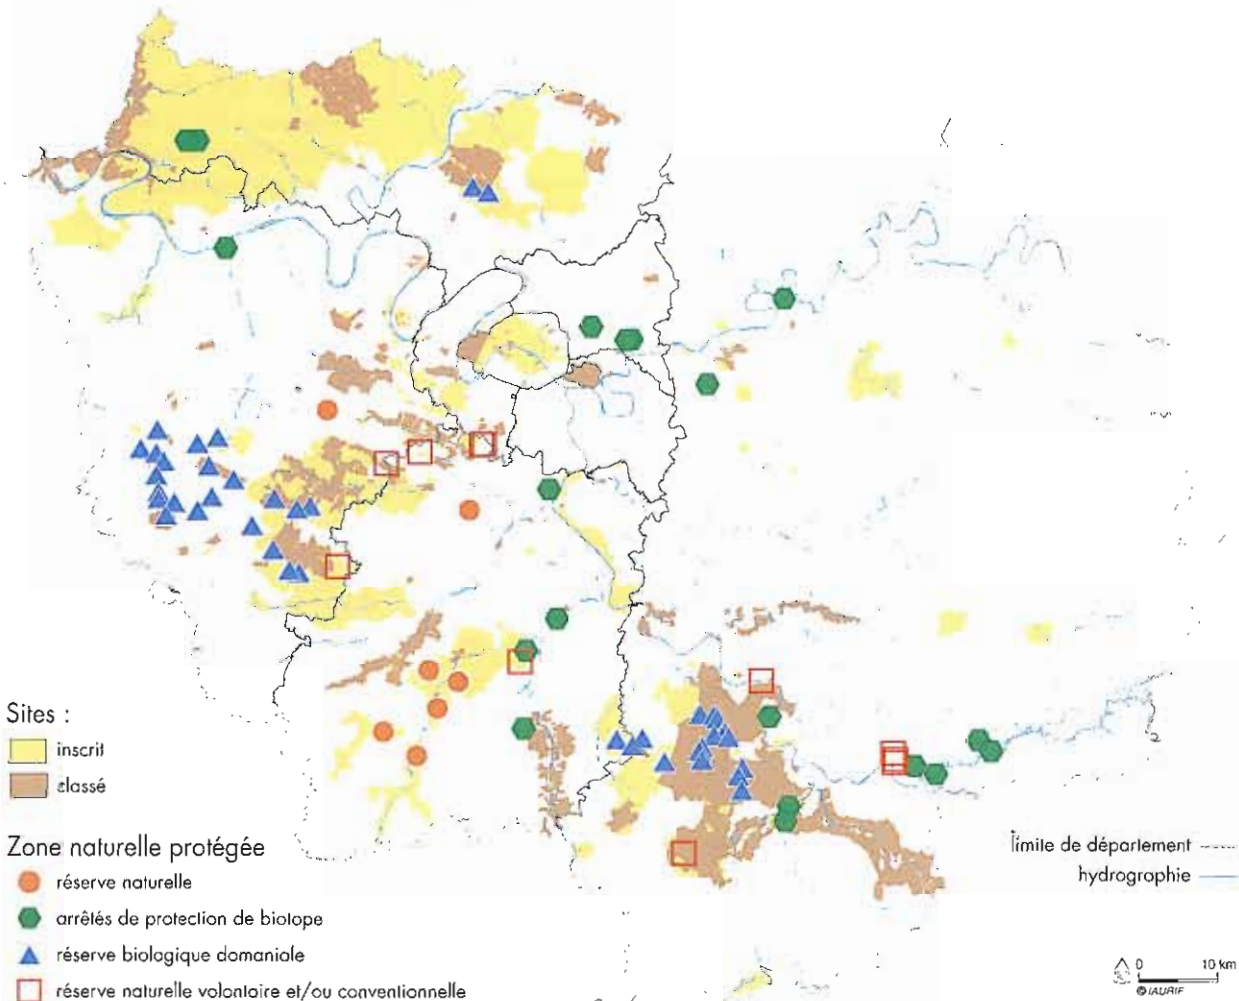 Sites :
inscrit
classé
Zone naturelle protégée
réserve naturelle
arrêtés de protection de biotope
réserve biologique domaniale
réserve naturelle volontaire et/ou conventionnelle
limite de département
hydrographie
0 10 km
© IAURIF